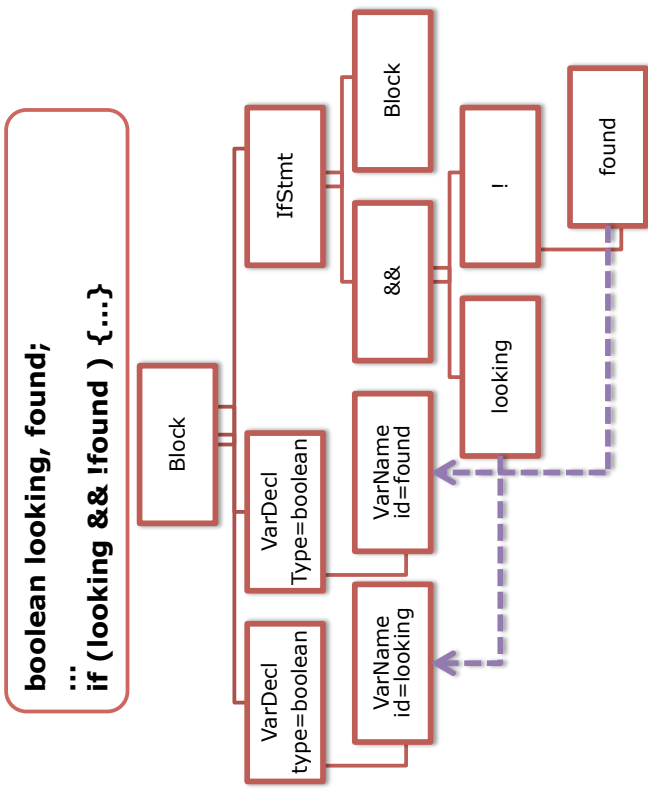 boolean looking, found;
...
if (looking && !found ) {...}
Block
VarDecl
type=boolean
VarDecl
Type=boolean
IfStmt
VarName
id=looking
VarName
id=found
&&
Block
looking
!
found